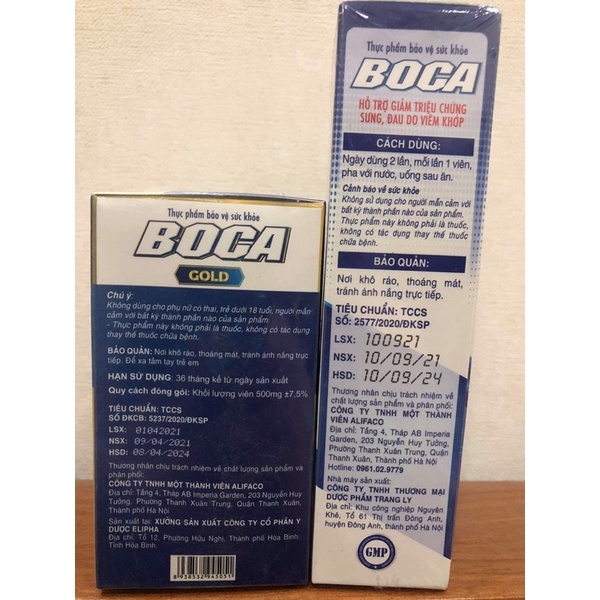 Thực phẩm bảo vệ sức khỏe
BOCA
GOLD
Chú ý:
Không dùng cho phụ nữ có thai, trẻ dưới 18 tuổi, người mẫn
cảm với bất kỳ thành phần nào của sản phẩm.
- Thực phẩm này không phải là thuốc, không có tác dụng
thay thế thuốc chữa bệnh.
BẢO QUẢN: Nơi khô ráo, thoáng mát, tránh ánh nắng trực
tiếp. Để xa tầm tay trẻ em
HẠN SỬ DỤNG: 36 tháng kể từ ngày sản xuất
Quy cách đóng gói: Khối lượng viên 500mg ±7,5%
TIÊU CHUẨN: TCCS
SỐ ĐKCB: 5237/2020/ĐKSP
LSX: 01042021
NSX: 09/04/2021
HSD: 08/04/2024
Thương nhân chịu trách nhiệm về chất lượng sản phẩm và
phân phối:
CÔNG TY TNHH MỘT THÀNH VIÊN ALIFACO
Địa chỉ: Tầng 4, Tháp AB Imperia Garden, 203 Nguyễn Huy
Tưởng, Phường Thanh Xuân Trung, Quận Thanh Xuân,
Thành phố Hà Nội.
Sản xuất tại: XƯỞNG SẢN XUẤT CÔNG TY CỔ PHẦN Y
DƯỢC ELIPHA
Địa chỉ: Tổ 12, Phường Hữu Nghị, Thành phố Hòa Bình,
Tỉnh Hòa Bình.
8 938532 945051
Thực phẩm bảo vệ sức khỏe
BOCA
HỖ TRỢ GIẢM TRIỆU CHỨNG
SƯNG, ĐAU DO VIÊM KHỚP
CÁCH DÙNG:
Ngày dùng 2 lần, mỗi lần 1 viên,
pha với nước, uống sau ăn.
Cảnh báo về sức khỏe
Không sử dụng cho người mẫn cảm với
bất kỳ thành phần nào của sản phẩm.
Thực phẩm này không phải là thuốc,
không có tác dụng thay thế thuốc
chữa bệnh.
BẢO QUẢN:
Nơi khô ráo, thoáng mát,
tránh ánh nắng trực tiếp.
TIÊU CHUẨN: TCCS
SỐ: 2577/2020/ĐKSP
LSX: 100921
NSX: 10/09/21
HSD: 10/09/24
Thương nhân chịu trách nhiệm về
chất lượng sản phẩm và phân phối:
CÔNG TY TNHH MỘT THÀNH
VIÊN ALIFACO
Địa chỉ: Tầng 4, Tháp AB Imperia
Garden, 203 Nguyễn Huy Tưởng,
Phường Thanh Xuân Trung, Quận
Thanh Xuân, Thành phố Hà Nội
Hotline: 0961.02.9779
Nhà máy sản xuất:
CÔNG TY TNHH THƯƠNG MẠI
DƯỢC PHẨM TRANG LY
Địa chỉ: Khu công nghiệp Nguyên
Khê, Tổ 61 Thị trấn Đông Anh,
huyện Đông Anh, thành phố Hà Nội.
GMP